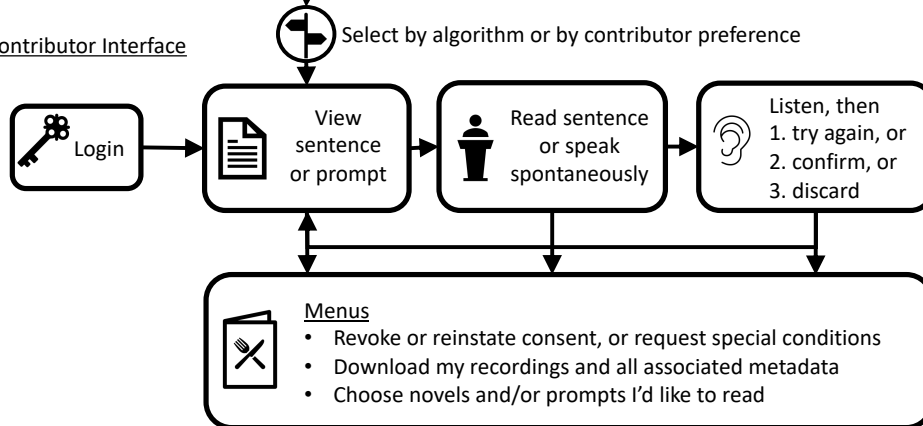 Select by algorithm or by contributor preference
ontributor Interface
Login
View
sentence
or prompt
Read sentence
or speak
spontaneously
Listen, then
1. try again, or
2. confirm, or
3. discard
Menus
• Revoke or reinstate consent, or request special conditions
• Download my recordings and all associated metadata
• Choose novels and/or prompts I'd like to read